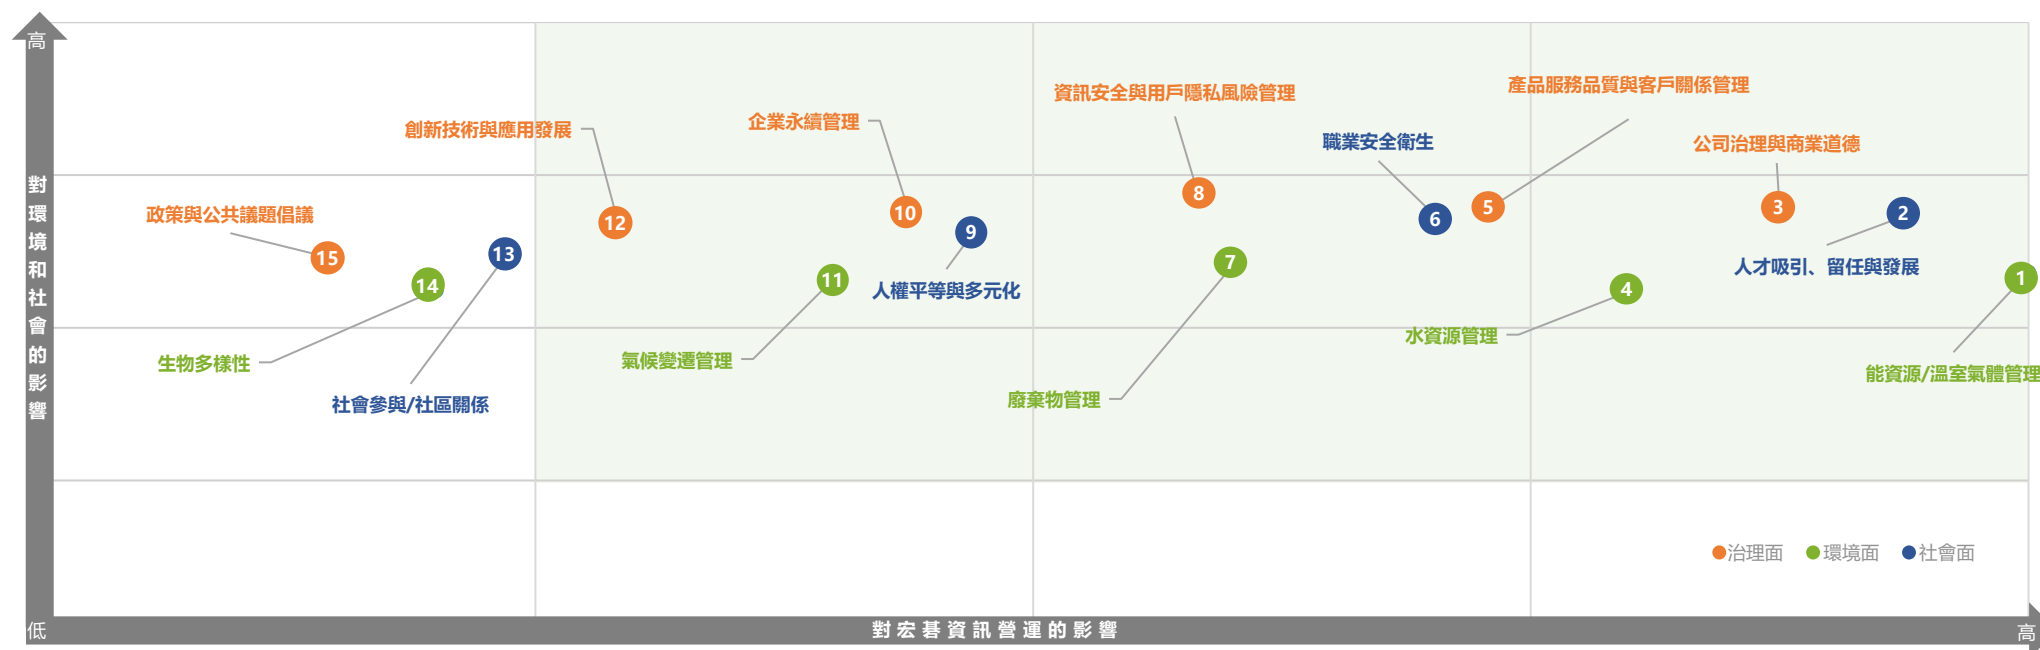 高
對環境和社會的影響
產品服務品質與客戶關係管理
資訊安全與用戶隱私風險管理
企業永續管理
創新技術與應用發展
職業安全衛生
公司治理與商業道德
8
5
3
10
2
6
12
政策與公共議題倡議
9
13
15
7
人才吸引、留任與發展
1
11
14
4
人權平等與多元化
水資源管理
氣候變遷管理
生物多樣性
能資源/溫室氣體管理
廢棄物管理
社會參與/社區關係
治理面 環境面 社會面
低 對宏碁資訊營運的影響 高